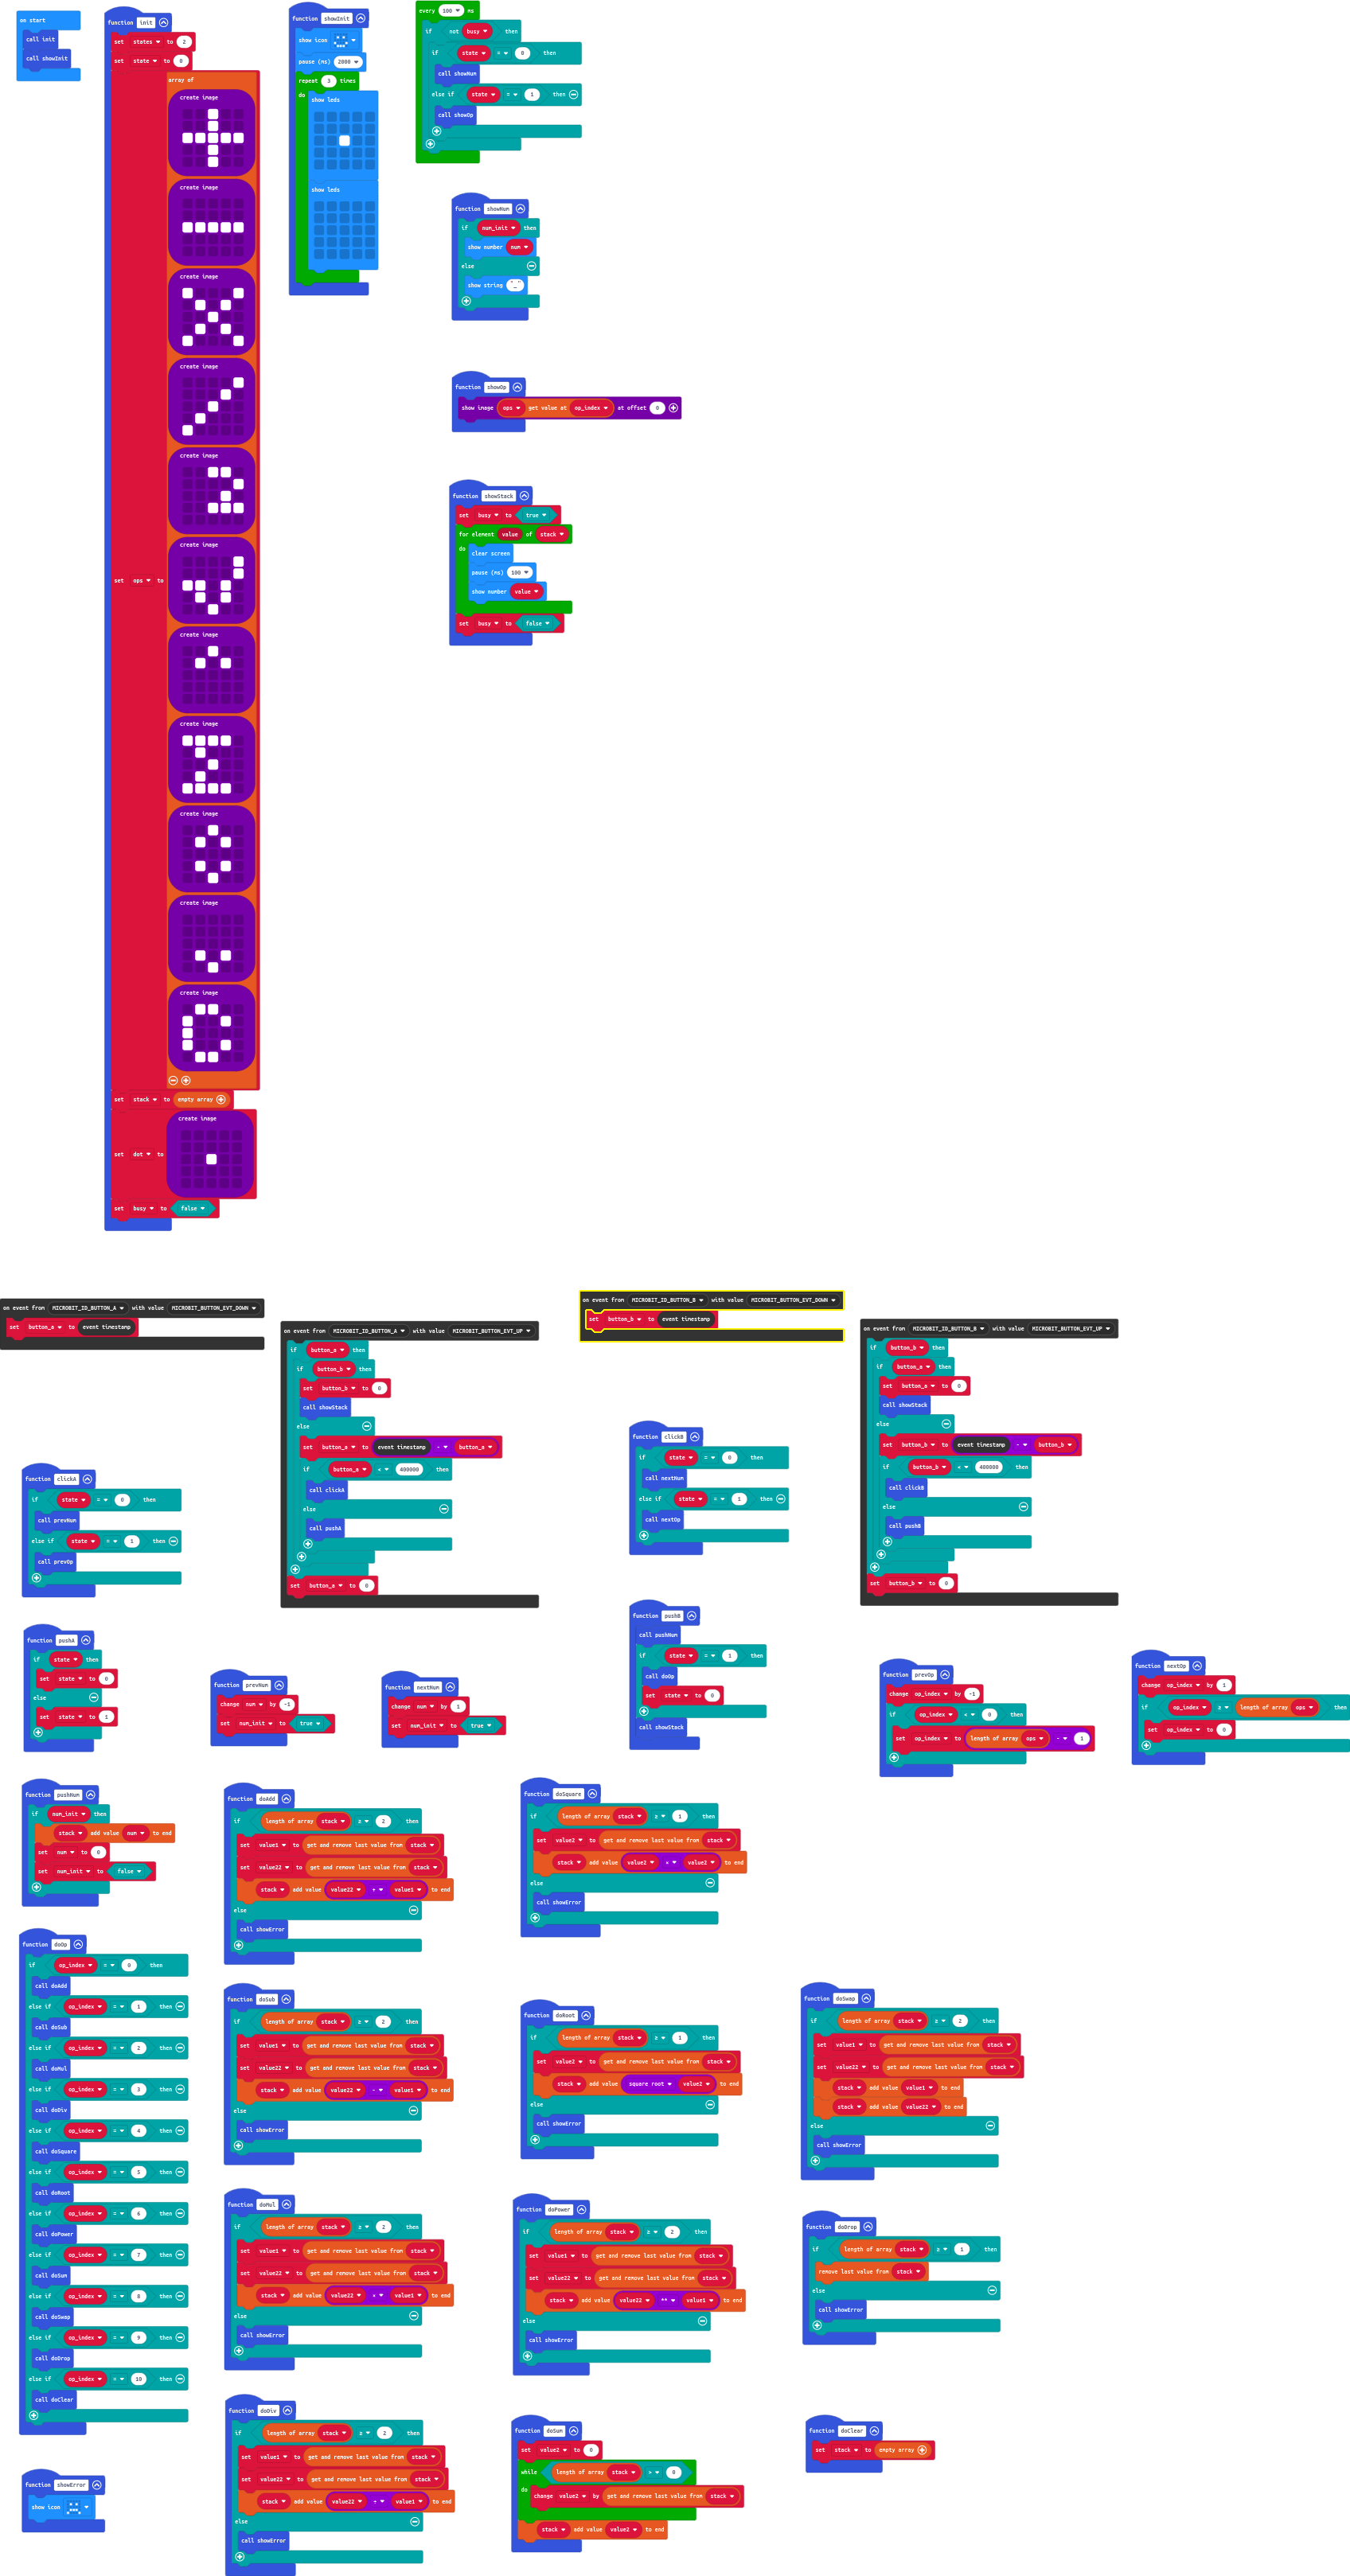 on start
call init
call showInit
function init
set states to 2
set state to 0
set ops to
array of
create image
create image
create image
create image
create image
create image
create image
create image
create image
create image
create image
set stack to empty array
set dot to
create image
set busy to false
function showInit
show icon
pause (ms) 2000
repeat 3 times
do
show leds
show leds
every 100 ms
if not busy then
if state = 0 then
call showNum
else if state = 1 then
call showOp
function showNum
if num_init then
show number num
else
show string "_"
function showOp
show image ops get value at op_index at offset 0
function showStack
set busy to true
for element value of stack
do
clear screen
pause (ms) 100
show number value
set busy to false
on event from MICROBIT_ID_BUTTON_A with value MICROBIT_BUTTON_EVT_DOWN
set button_a to event timestamp
on event from MICROBIT_ID_BUTTON_A with value MICROBIT_BUTTON_EVT_UP
if button_a then
if button_b then
set button_b to 0
call showStack
else
set button_a to event timestamp - button_a
if button_a < 400000 then
call clickA
else
call pushA
set button_a to 0
on event from MICROBIT_ID_BUTTON_B with value MICROBIT_BUTTON_EVT_DOWN
set button_b to event timestamp
on event from MICROBIT_ID_BUTTON_B with value MICROBIT_BUTTON_EVT_UP
if button_b then
if button_a then
set button_a to 0
call showStack
else
set button_b to event timestamp - button_b
if button_b < 400000 then
call clickB
else
call pushB
set button_b to 0
function clickA
if state = 0 then
call prevNum
else if state = 1 then
call prevOp
function clickB
if state = 0 then
call nextNum
else if state = 1 then
call nextOp
function pushA
if state then
set state to 0
else
set state to 1
function prevNum
change num by -1
set num_init to true
function nextNum
change num by 1
set num_init to true
function pushB
call pushNum
if state = 1 then
call doOp
set state to 0
call showStack
function prevOp
change op_index by -1
if op_index < 0 then
set op_index to length of array ops - 1
function nextOp
change op_index by 1
if op_index ≥ length of array ops then
set op_index to 0
function pushNum
if num_init then
stack add value num to end
set num to 0
set num_init to false
function doAdd
if length of array stack ≥ 2 then
set value1 to get and remove last value from stack
set value22 to get and remove last value from stack
stack add value value22 + value1 to end
else
call showError
function doSquare
if length of array stack ≥ 1 then
set value2 to get and remove last value from stack
stack add value value2 × value2 to end
else
call showError
function doOp
if op_index = 0 then
call doAdd
else if op_index = 1 then
call doSub
else if op_index = 2 then
call doMul
else if op_index = 3 then
call doDiv
else if op_index = 4 then
call doSquare
else if op_index = 5 then
call doRoot
else if op_index = 6 then
call doPower
else if op_index = 7 then
call doSum
else if op_index = 8 then
call doSwap
else if op_index = 9 then
call doDrop
else if op_index = 10 then
call doClear
function doSub
if length of array stack ≥ 2 then
set value1 to get and remove last value from stack
set value22 to get and remove last value from stack
stack add value value22 - value1 to end
else
call showError
function doRoot
if length of array stack ≥ 1 then
set value2 to get and remove last value from stack
stack add value square root value2 to end
else
call showError
function doSwap
if length of array stack ≥ 2 then
set value1 to get and remove last value from stack
set value22 to get and remove last value from stack
stack add value value1 to end
stack add value value22 to end
else
call showError
function doMul
if length of array stack ≥ 2 then
set value1 to get and remove last value from stack
set value22 to get and remove last value from stack
stack add value value22 × value1 to end
else
call showError
function doPower
if length of array stack ≥ 2 then
set value1 to get and remove last value from stack
set value22 to get and remove last value from stack
stack add value value22 ** value1 to end
else
call showError
function doDrop
if length of array stack ≥ 1 then
remove last value from stack
else
call showError
function doDiv
if length of array stack ≥ 2 then
set value1 to get and remove last value from stack
set value22 to get and remove last value from stack
stack add value value22 ÷ value1 to end
else
call showError
function doSum
set value2 to 0
while length of array stack > 0
do
change value2 by get and remove last value from stack
stack add value value2 to end
function doClear
set stack to empty array
function showError
show icon